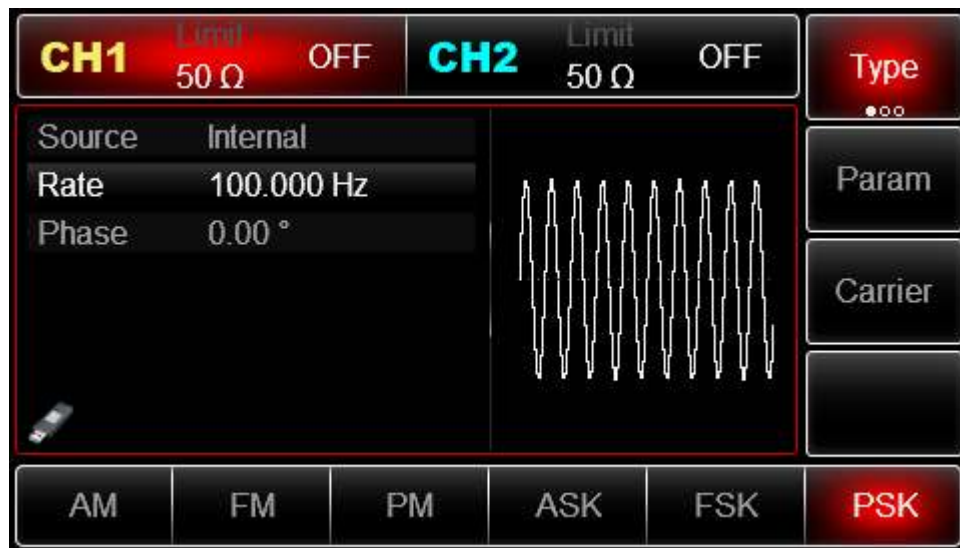 CH1 Limit 50 Ω OFF CH2 Limit 50 Ω OFF Type
Source Internal
Rate 100.000 Hz
Phase 0.00 °
Param
Carrier
AM FM PM ASK FSK PSK